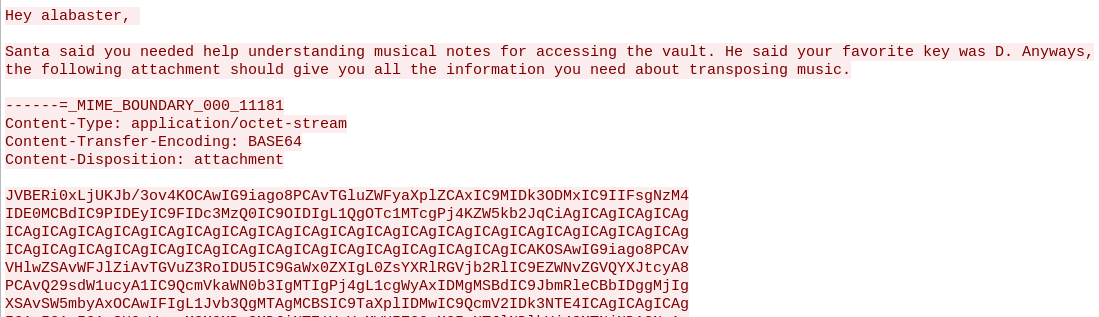 Hey alabaster,
Santa said you needed help understanding musical notes for accessing the vault. He said your favorite key was D. Anyways,
the following attachment should give you all the information you need about transposing music.
------=_MIME_BOUNDARY_000_11181
Content-Type: application/octet-stream
Content-Transfer-Encoding: BASE64
Content-Disposition: attachment
JVBERi0xLjUKJb/3ov4KOCAwIG9iago8PCAvTGluZWFyaXplZCAxIC9MIDk3ODMxIC9IIFsgNzM4
IDE0MCBdIC9PIDEyIC9FIDc3MzQ0IC9OIDIgL1QgOTc1MTcgPj4KZW5kb2JqCiAgICAgICAgICAg
ICAgICAgICAgICAgICAgICAgICAgICAgICAgICAgICAgICAgICAgICAgICAgICAgICAgICAgICAg
ICAgICAgICAgICAgICAgICAgICAgICAgICAgICAgICAgICAgICAgICAgICAgICAKOSAwIG9iago8PCAv
VHlwZSAvWFJlZiAvTGVuZ3RoIDU5IC9GaWx0ZXIgL0ZsYXRlRGVjb2RlIC9EZWNvZGVQYXJtcyA8
PCAvQ29sdW1ucyA1IC9QcmVkaWN0b3IgMTIgPj4gL1cgWyAxIDMgMSBdIC9JbmRleCBbIDggMjIg
XSAvSW5mbyAxOCAwIFIgL1Jvb3QgMTAgMCBSIC9TaXplIDMwIC9QcmV2IDk3NTE4ICAgICAgICAg